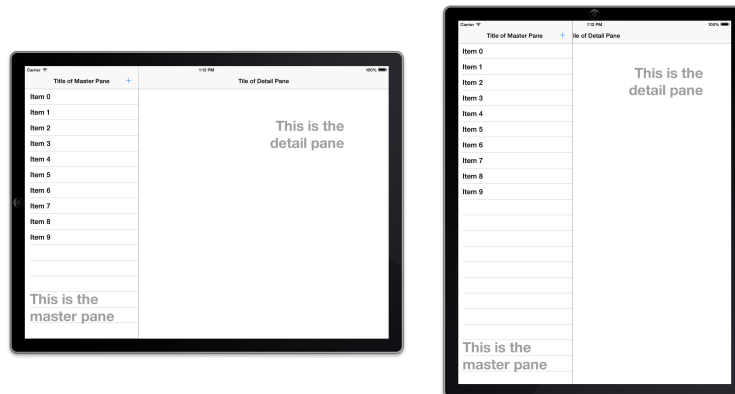 Carrier 1:12 PM 100%
Title of Master Pane + Tile of Detail Pane
Item 0
Item 1
Item 2
Item 3
Item 4
Item 5
Item 6
Item 7
Item 8
Item 9
This is the
detail pane
This is the
master pane
Carrier 1:12 PM 100%
Title of Master Pane + ile of Detail Pane
Item 0
Item 1
Item 2
Item 3
Item 4
Item 5
Item 6
Item 7
Item 8
Item 9
This is the
detail pane
This is the
master pane